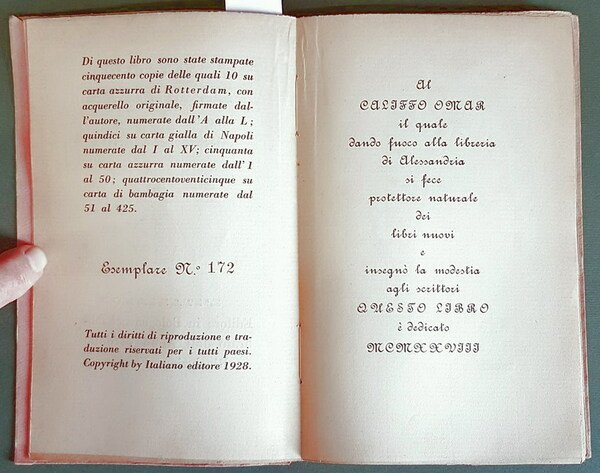 Di questo libro sono state stampate
cinquecento copie delle quali 10 su
carta azzurra di Rotterdam, con
acquerello originale, firmate dal-
l'autore, numerate dall'A alla L;
quindici su carta gialla di Napoli
numerate dal I al XV; cinquanta
su carta azzurra numerate dall'1
al 50; quattrocentoventicinque su
carta di bambagia numerate dal
51 al 425.
Esemplare N.º 172
Tutti i diritti di riproduzione e tra-
duzione riservati per i tutti paesi.
Copyright by Italiano editore 1928.
Al
CALIFFO OMAR
il quale
dando fuoco alla libreria
di Alessandria
si fece
protettore naturale
dei
libri nuovi
e
insegnò la modestia
agli scrittori
QUESTO LIBRO
è dedicato
MCMXXVIII